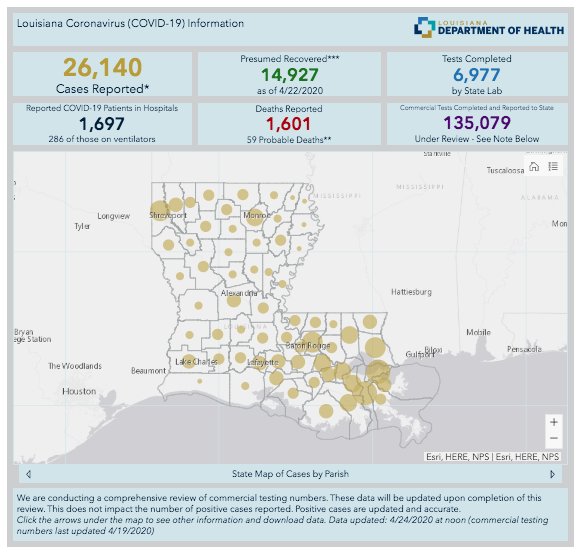 Louisiana Coronavirus (COVID-19) Information
LOUISIANA
DEPARTMENT OF HEALTH
26,140
Cases Reported*
Presumed Recovered***
14,927
as of 4/22/2020
Tests Completed
6,977
by State Lab
Reported COVID-19 Patients in Hospitals
1,697
286 of those on ventilators
Deaths Reported
1,601
59 Probable Deaths**
Commercial Tests Completed and Reported to State
135,079
Under Review - See Note Below
Starkville
Tuscaloosa
MISSISSIPPI
MISSISSIPPI
ALABAMA
Longview
Shreveport
Monroe
Tyler
Mon
Hattiesburg
Alexandria
LOUISIANA
Bryan
ege Station
Mobile
Baton Rouge
Biloxi
Gulfport
Pensacola
The Woodlands
Beaumont
Lake Charles
Lafayette
Houston
+
−
Esri, HERE, NPS | Esri, HERE, NPS
State Map of Cases by Parish
We are conducting a comprehensive review of commercial testing numbers. These data will be updated upon completion of this
review. This does not impact the number of positive cases reported. Positive cases are updated and accurate.
Click the arrows under the map to see other information and download data. Data updated: 4/24/2020 at noon (commercial testing
numbers last updated 4/19/2020)